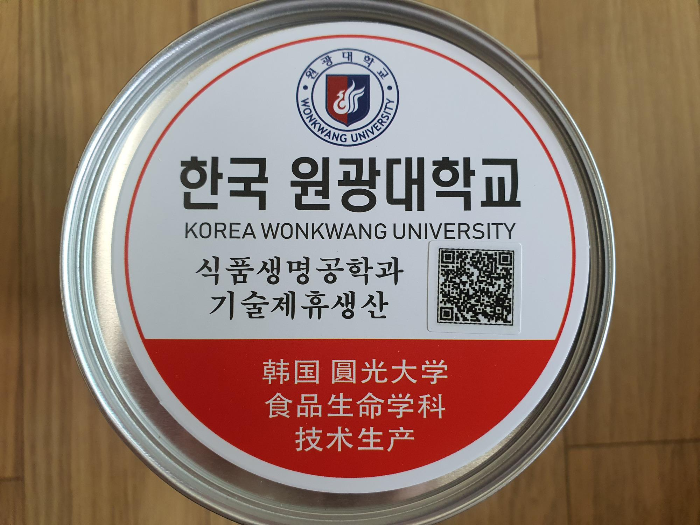 원광대학교
WONKWANG UNIVERSITY
한국 원광대학교
KOREA WONKWANG UNIVERSITY
식품생명공학과
기술제휴생산
韩国 圓光大学
食品生命学科
技术生产